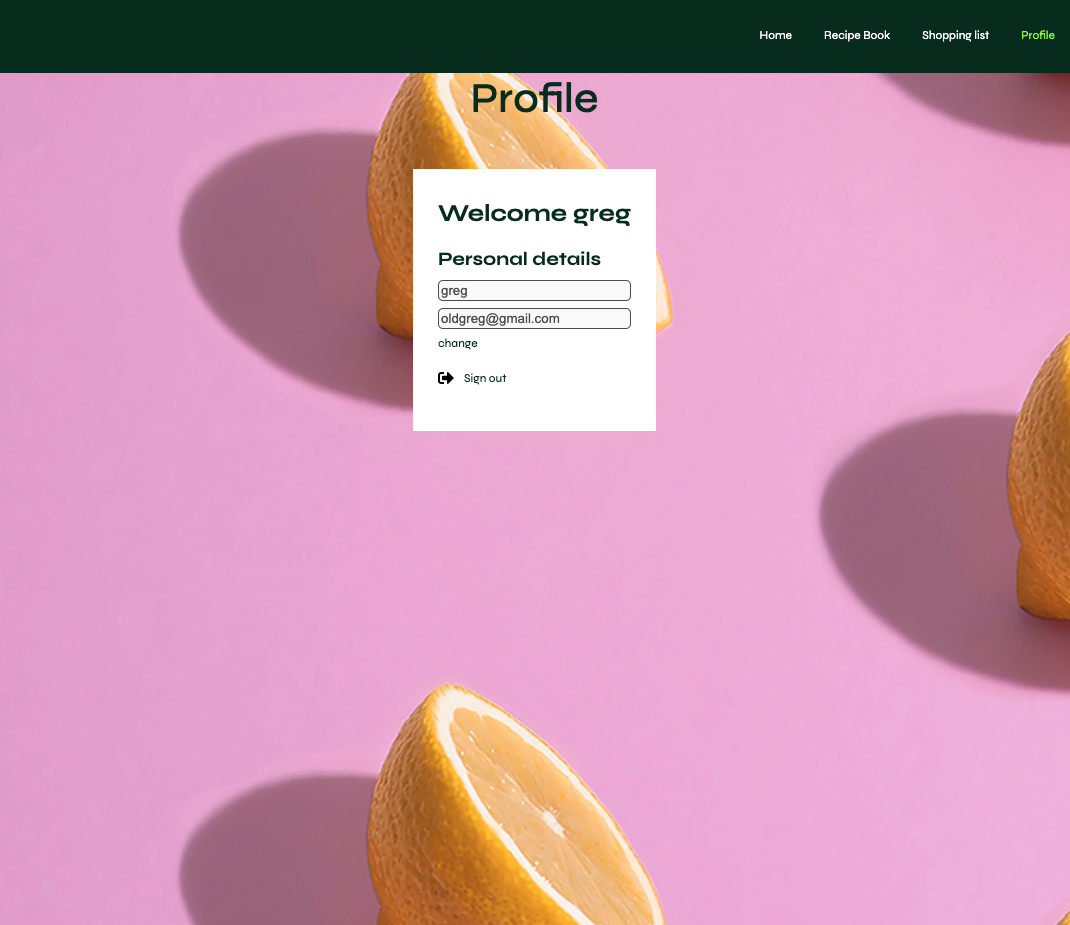 Home Recipe Book Shopping list Profile
Profile
Welcome greg
Personal details
greg
oldgreg@gmail.com
change
Sign out